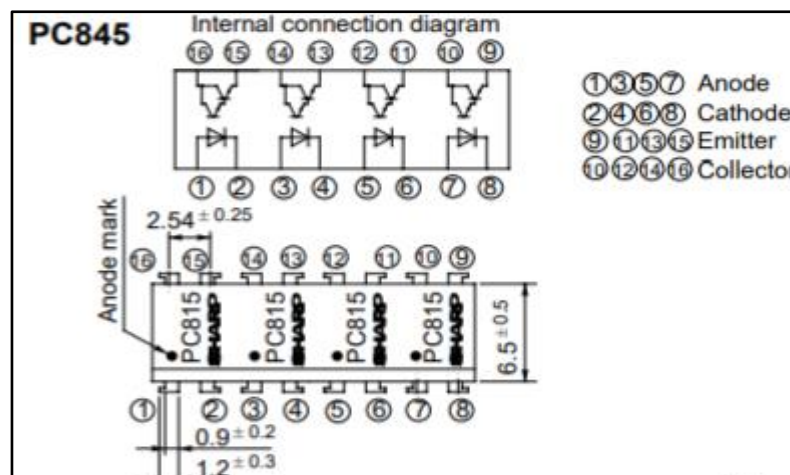 PC845
Internal connection diagram
⑯ ⑮ ⑭ ⑬ ⑫ ⑪ ⑩ ⑨
①③⑤⑦ Anode
②④⑥⑧ Cathode
⑨⑪⑬⑮ Emitter
⑩⑫⑭⑯ Collector
① ② ③ ④ ⑤ ⑥ ⑦ ⑧
2.54 ± 0.25
Anode mark
⑯ ⑮ ⑭ ⑬ ⑫ ⑪ ⑩ ⑨
PC815 SHARP PC815 SHARP PC815 SHARP PC815 SHARP
6.5 ± 0.5
① ② ③ ④ ⑤ ⑥ ⑦ ⑧
0.9 ± 0.2
1.2 ± 0.3